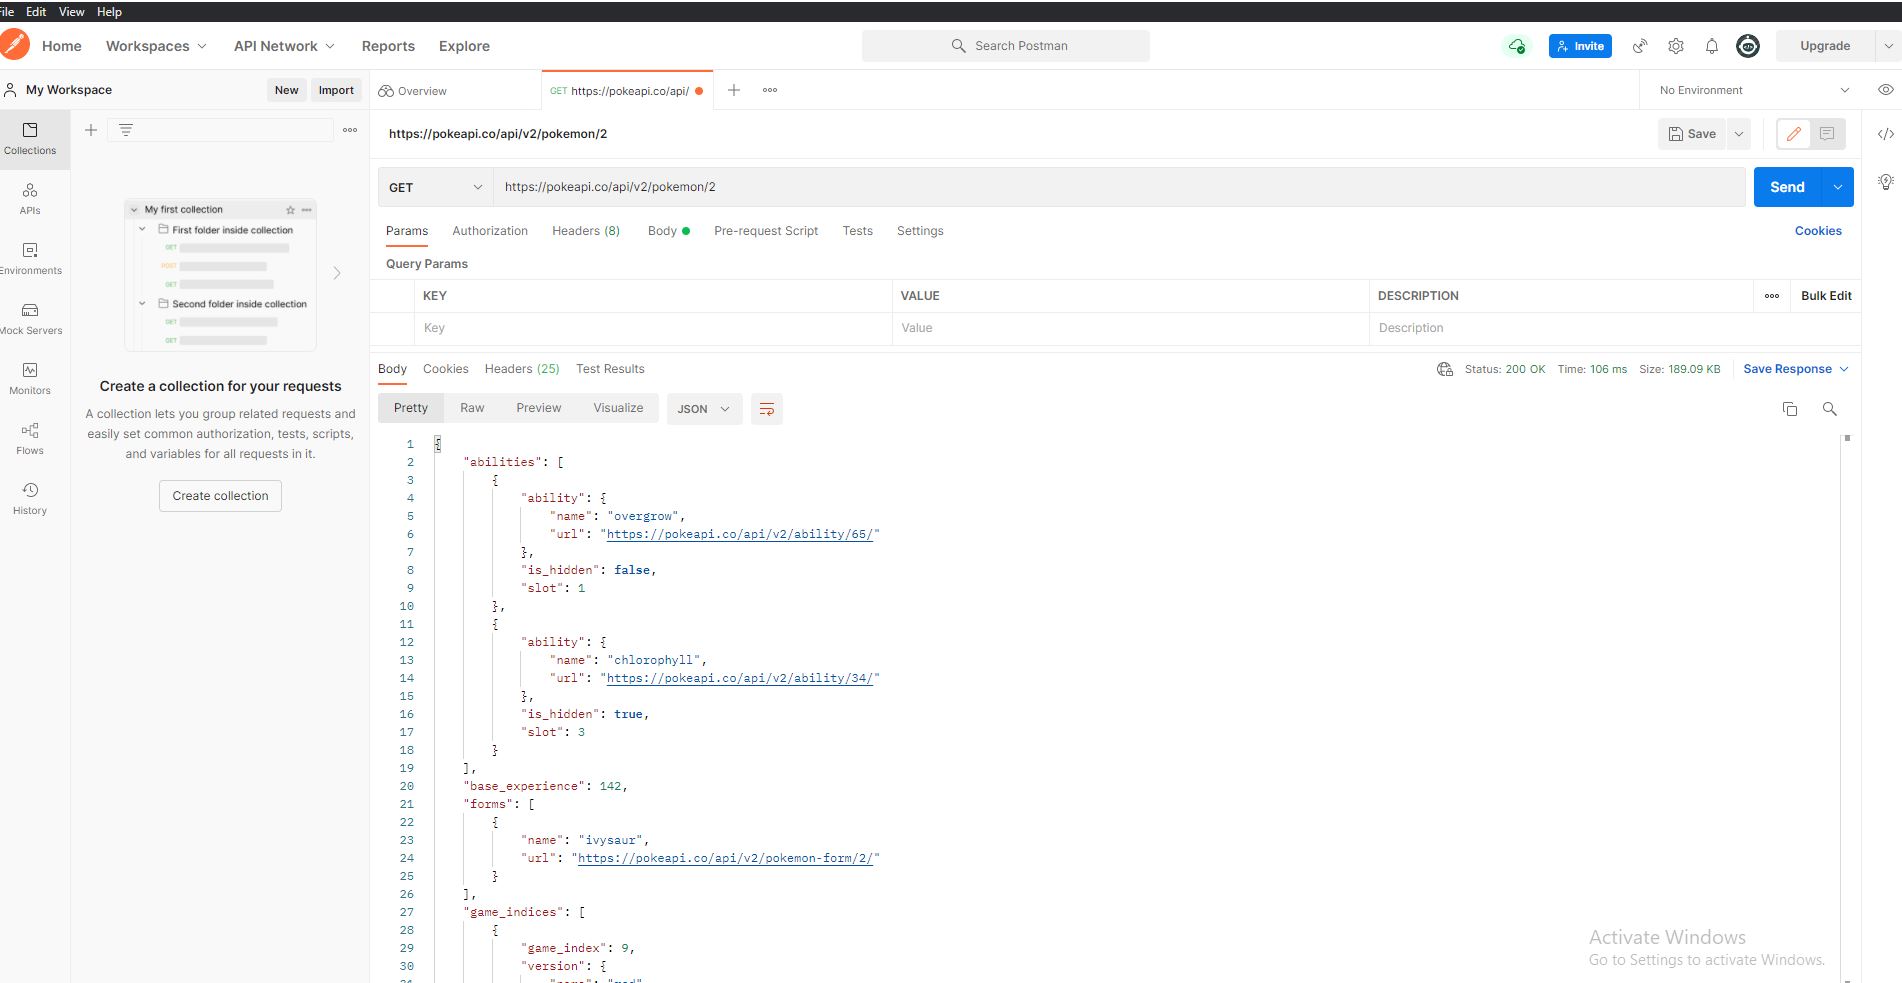 File Edit View Help
Home Workspaces API Network Reports Explore Search Postman Invite Upgrade
My Workspace New Import Overview GET https://pokeapi.co/api/ No Environment
https://pokeapi.co/api/v2/pokemon/2 Save
GET https://pokeapi.co/api/v2/pokemon/2 Send
Params Authorization Headers (8) Body Pre-request Script Tests Settings Cookies
Query Params
KEY VALUE DESCRIPTION Bulk Edit
Key Value Description
Collections
APIs
Environments
Mock Servers
Monitors
Flows
History
My first collection
First folder inside collection
GET
POST
GET
Second folder inside collection
GET
GET
Create a collection for your requests
A collection lets you group related requests and
easily set common authorization, tests, scripts,
and variables for all requests in it.
Create collection
Body Cookies Headers (25) Test Results Status: 200 OK Time: 106 ms Size: 189.09 KB Save Response
Pretty Raw Preview Visualize JSON
1 {
2 "abilities": [
3 {
4 "ability": {
5 "name": "overgrow",
6 "url": "https://pokeapi.co/api/v2/ability/65/"
7 },
8 "is_hidden": false,
9 "slot": 1
10 },
11 {
12 "ability": {
13 "name": "chlorophyll",
14 "url": "https://pokeapi.co/api/v2/ability/34/"
15 },
16 "is_hidden": true,
17 "slot": 3
18 }
19 ],
20 "base_experience": 142,
21 "forms": [
22 {
23 "name": "ivysaur",
24 "url": "https://pokeapi.co/api/v2/pokemon-form/2/"
25 }
26 ],
27 "game_indices": [
28 {
29 "game_index": 9,
30 "version": {
Activate Windows
Go to Settings to activate Windows.